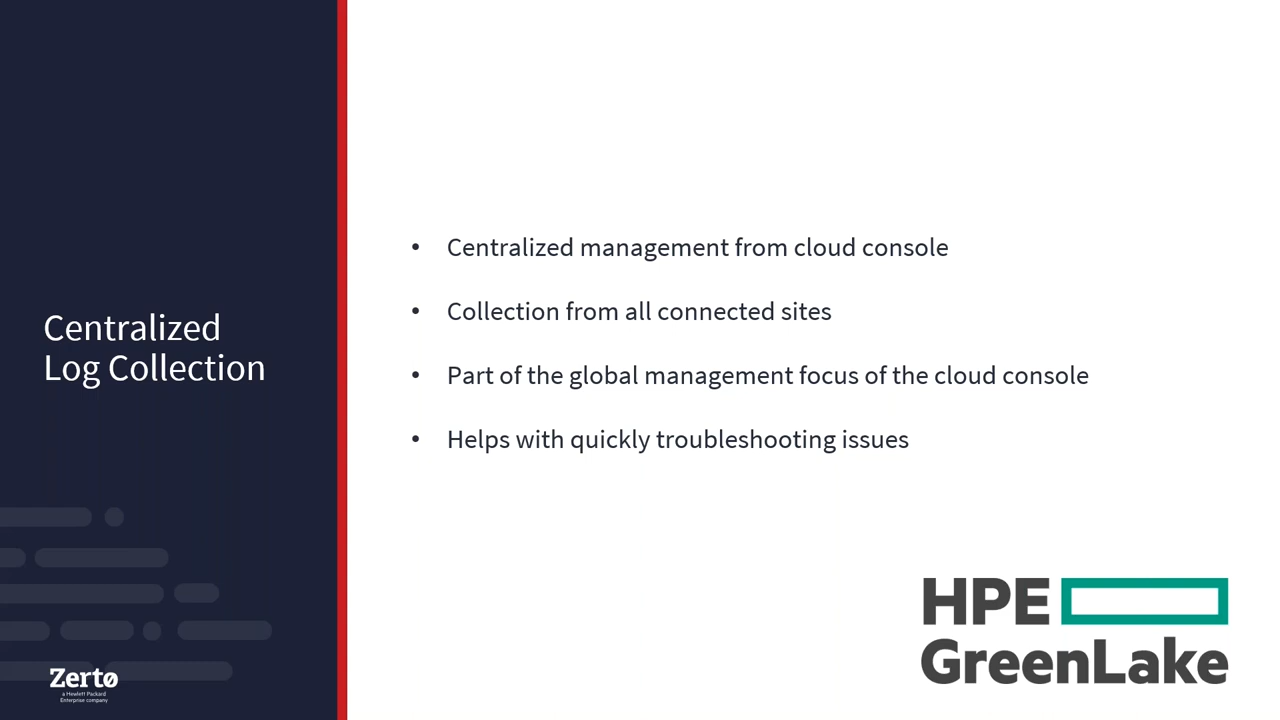 Centralized
Log Collection
• Centralized management from cloud console
• Collection from all connected sites
• Part of the global management focus of the cloud console
• Helps with quickly troubleshooting issues
Zerto
a Hewlett Packard
Enterprise company
HPE
GreenLake